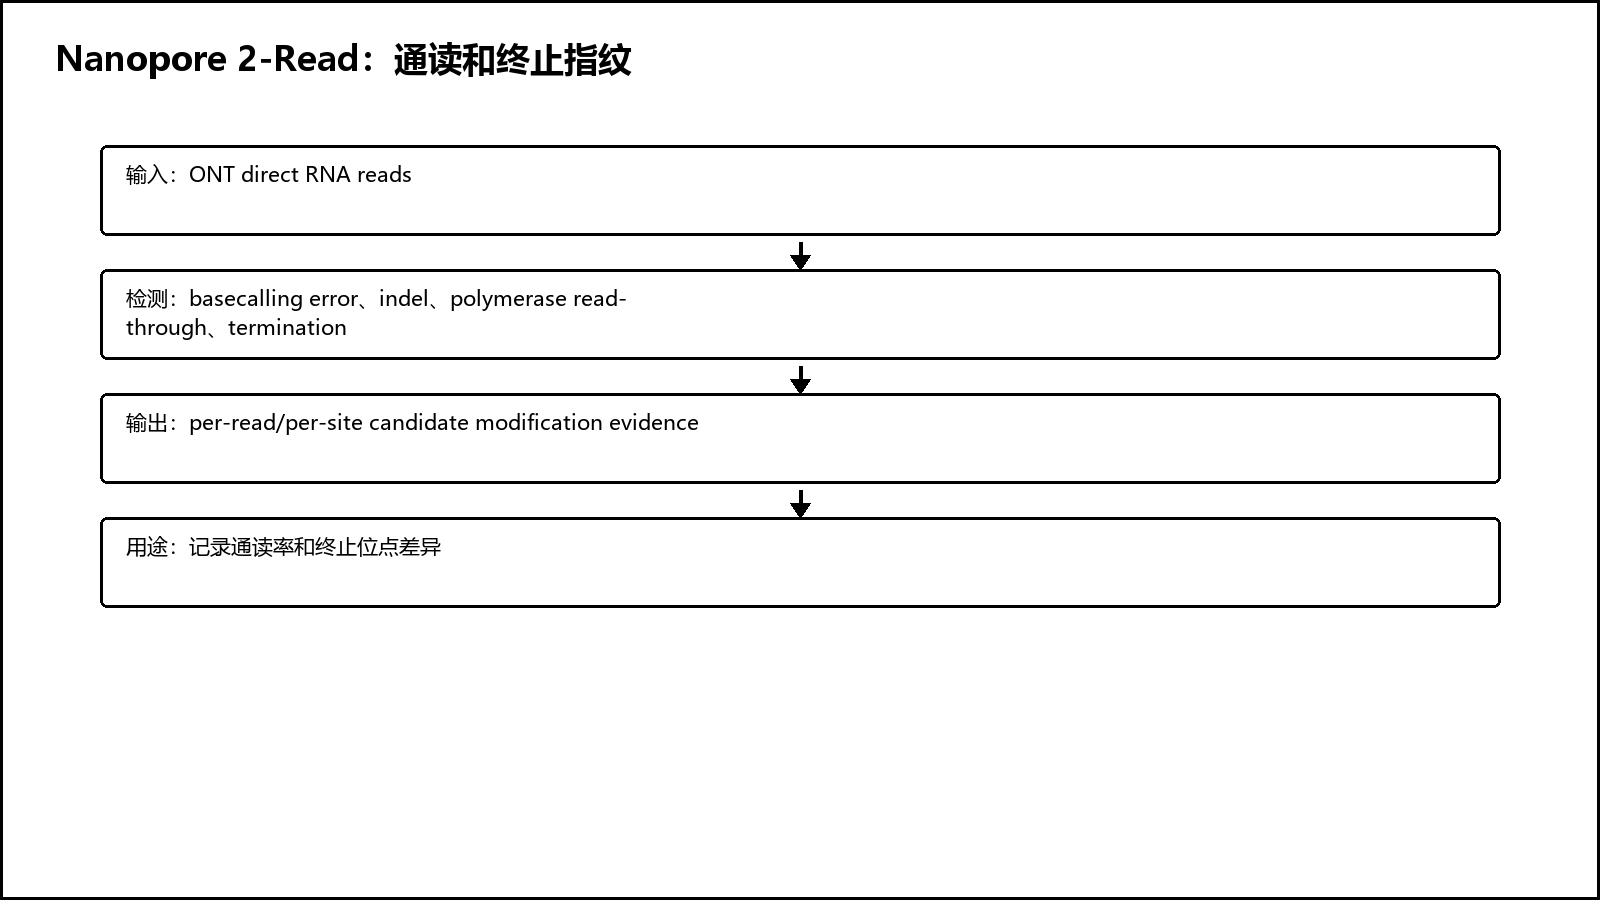 Nanopore 2-Read：通读和终止指纹
输入：ONT direct RNA reads
检测：basecalling error、indel、polymerase read-
through、termination
输出：per-read/per-site candidate modification evidence
用途：记录通读率和终止位点差异